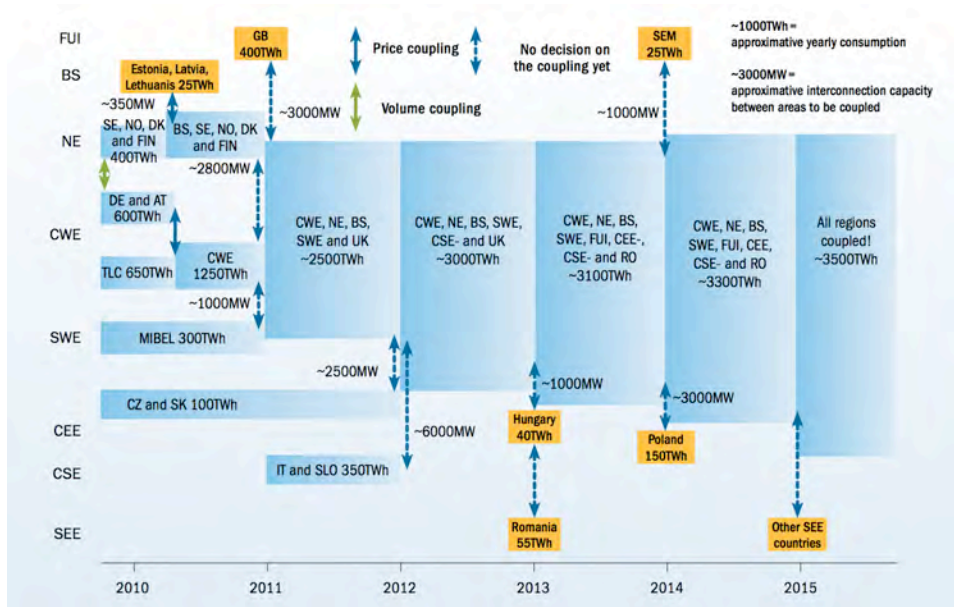 FUI
BS
NE
CWE
SWE
CEE
CSE
SEE
GB
400TWh
Price coupling
No decision on
the coupling yet
Volume coupling
SEM
25TWh
~1000TWh=
approximative yearly consumption
~3000MW=
approximative interconnection capacity
between areas to be coupled
Estonia, Latvia,
Lethuanis 25TWh
~350MW
~3000MW
~1000MW
SE, NO, DK
and FIN
400TWh
BS, SE, NO, DK
and FIN
~2800MW
DE and AT
600TWh
TLC 650TWh
CWE
1250TWh
~1000MW
MIBEL 300TWh
CZ and SK 100TWh
IT and SLO 350TWh
CWE, NE, BS,
SWE and UK
~2500TWh
CWE, NE, BS, SWE,
CSE- and UK
~3000TWh
CWE, NE, BS,
SWE, FUI, CEE-,
CSE- and RO
~3100TWh
CWE, NE, BS,
SWE, FUI, CEE,
CSE- and RO
~3300TWh
All regions
coupled!
~3500TWh
~2500MW
~6000MW
~1000MW
~3000MW
Hungary
40TWh
Poland
150TWh
Romania
55TWh
Other SEE
countries
2010
2011
2012
2013
2014
2015